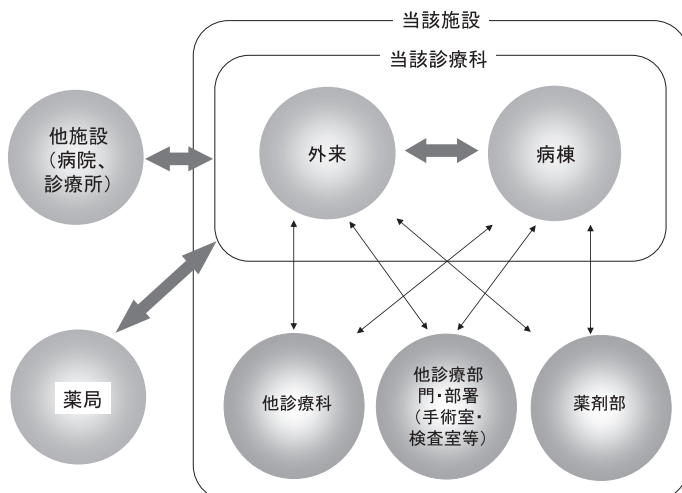 当該施設
当該診療科
他施設
（病院、
診療所）
外来
病棟
薬局
他診療科
他診療部
門・部署
（手術室・
検査室等）
薬剤部